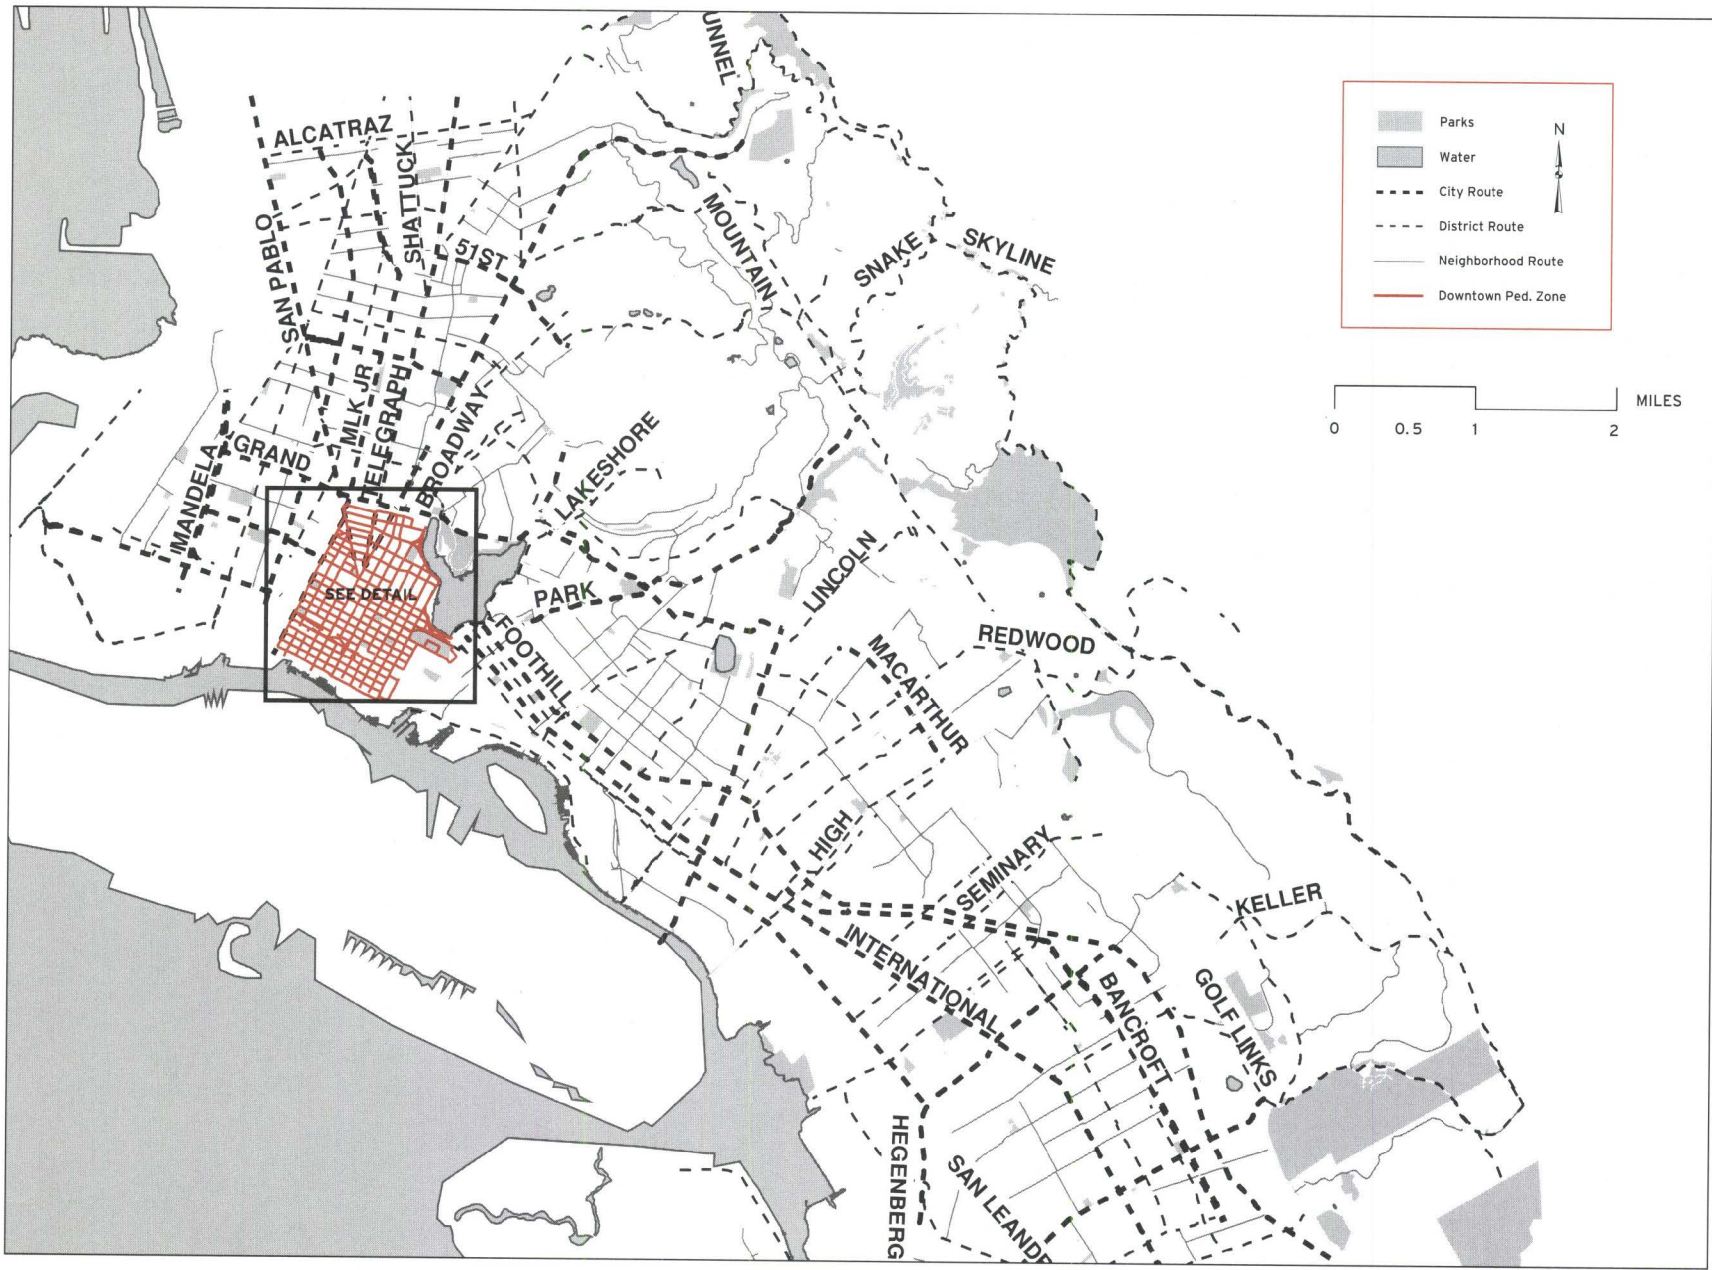 UNNEL
ALCATRAZ
SHATTUCK
SAN PABLO
51ST
MOUNTAIN
SNAKE
SKYLINE
Parks
Water
City Route
District Route
Neighborhood Route
Downtown Ped. Zone
N
MILES
0 0.5 1 2
MLK JR
TELEGRAPH
BROADWAY
GRAND
MANDELA
LAKESHORE
SEE DETAIL
PARK
LINCOLN
FOOTHILL
REDWOOD
MACARTHUR
HIGH
SEMINARY
KELLER
INTERNATIONAL
BANCROFT
GOLF LINKS
HEGENBERG
SAN LEANDR